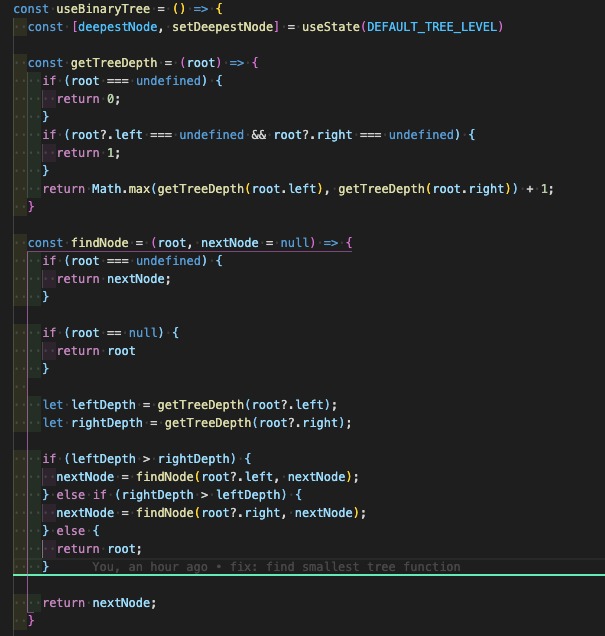 const useBinaryTree = () => {
const [deepestNode, setDeepestNode] = useState(DEFAULT_TREE_LEVEL)
const getTreeDepth = (root) => {
if (root === undefined) {
return 0;
}
if (root?.left === undefined && root?.right === undefined) {
return 1;
}
return Math.max(getTreeDepth(root.left), getTreeDepth(root.right)) + 1;
}
const findNode = (root, nextNode = null) => {
if (root === undefined) {
return nextNode;
}
if (root == null) {
return root
}
let leftDepth = getTreeDepth(root?.left);
let rightDepth = getTreeDepth(root?.right);
if (leftDepth > rightDepth) {
nextNode = findNode(root?.left, nextNode);
} else if (rightDepth > leftDepth) {
nextNode = findNode(root?.right, nextNode);
} else {
return root;
} You, an hour ago • fix: find smallest tree function
return nextNode;
}